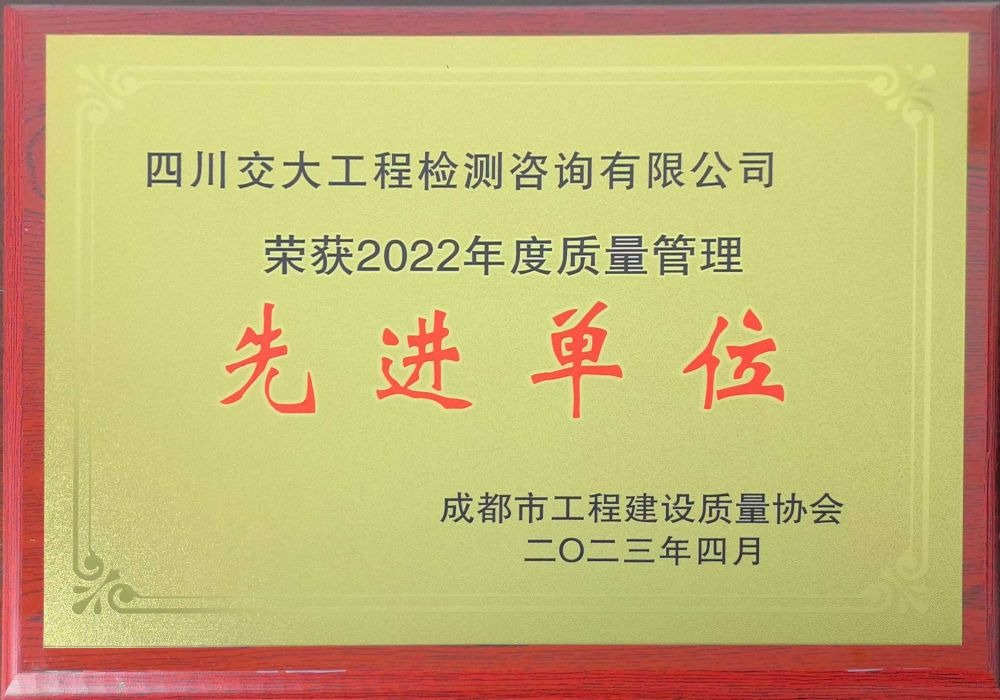 四川交大工程检测咨询有限公司
荣获2022年度质量管理
先进单位
成都市工程建设质量协会
二〇二三年四月